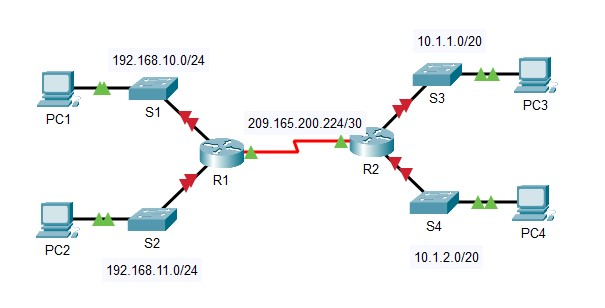 10.1.1.0/20
192.168.10.0/24
PC1
S1
S3
PC3
209.165.200.224/30
R1
R2
PC2
S2
S4
PC4
192.168.11.0/24
10.1.2.0/20